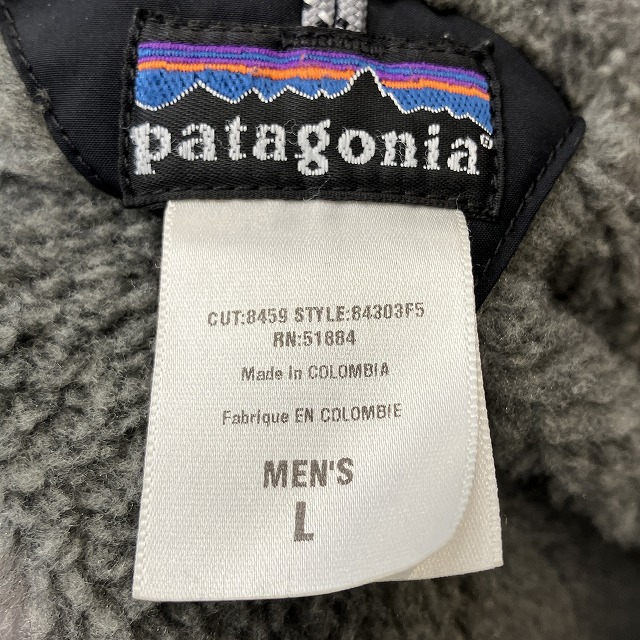 patagonia®
CUT:8459 STYLE:84303F5
RN:51884
Made in COLOMBIA
Fabrique EN COLOMBIE
MEN'S
L